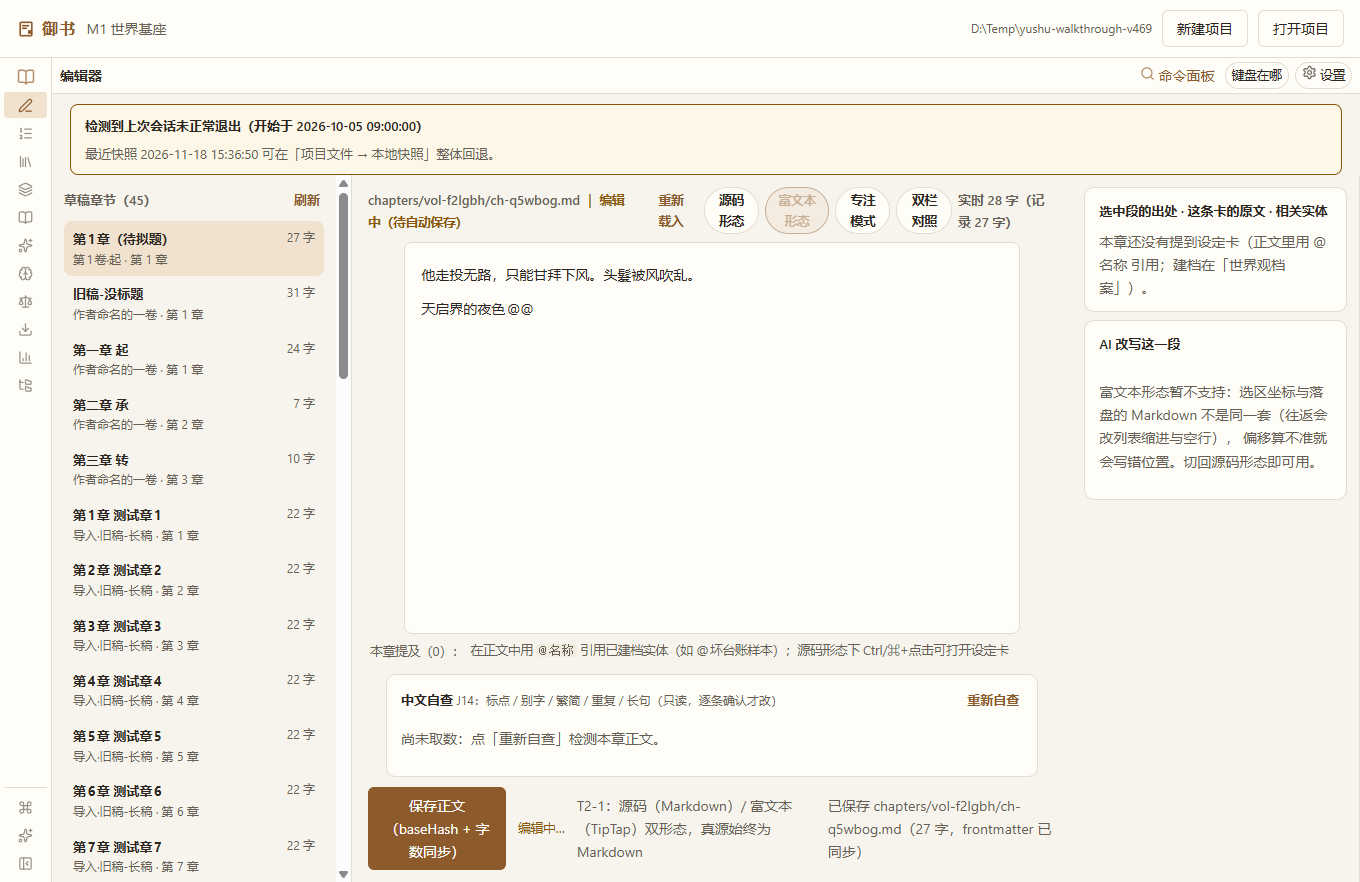 御书 M1 世界基座
D:\Temp\yushu-walkthrough-v469 新建项目 打开项目
编辑器
命令面板 键盘在哪 设置
检测到上次会话未正常退出（开始于 2026-10-05 09:00:00）
最近快照 2026-11-18 15:36:50 可在「项目文件 → 本地快照」整体回退。
草稿章节（45） 刷新
第1章（待拟题） 27 字
第1卷·起 · 第 1 章
旧稿-没标题 31 字
作者命名的一卷 · 第 1 章
第一章 起 24 字
作者命名的一卷 · 第 1 章
第二章 承 7 字
作者命名的一卷 · 第 2 章
第三章 转 10 字
作者命名的一卷 · 第 3 章
第1章 测试章1 22 字
导入·旧稿-长稿 · 第 1 章
第2章 测试章2 22 字
导入·旧稿-长稿 · 第 2 章
第3章 测试章3 22 字
导入·旧稿-长稿 · 第 3 章
第4章 测试章4 22 字
导入·旧稿-长稿 · 第 4 章
第5章 测试章5 22 字
导入·旧稿-长稿 · 第 5 章
第6章 测试章6 22 字
导入·旧稿-长稿 · 第 6 章
第7章 测试章7 22 字
导入·旧稿-长稿 · 第 7 章
chapters/vol-f2lgbh/ch-q5wbog.md | 编辑
中（待自动保存）
重新
载入
源码
形态
富文本
形态
专注
模式
双栏
对照
实时 28 字（记
录 27 字）
他走投无路，只能甘拜下风。头髮被风吹乱。
天启界的夜色@@
本章提及（0）： 在正文中用 @名称 引用已建档实体（如 @坏台账样本）；源码形态下 Ctrl/⌘+点击可打开设定卡
中文自查 J14：标点 / 别字 / 繁简 / 重复 / 长句（只读，逐条确认才改） 重新自查
尚未取数：点「重新自查」检测本章正文。
保存正文
（baseHash + 字
数同步）
编辑中...
T2-1：源码（Markdown）/ 富文本
（TipTap）双形态，真源始终为
Markdown
已保存 chapters/vol-f2lgbh/ch-
q5wbog.md（27 字，frontmatter 已
同步）
选中段的出处 · 这条卡的原文 · 相关实体
本章还没有提到设定卡（正文里用 @
名称 引用；建档在「世界观档
案」）。
AI 改写这一段
富文本形态暂不支持：选区坐标与落
盘的 Markdown 不是同一套（往返会
改列表缩进与空行），偏移算不准就
会写错位置。切回源码形态即可用。